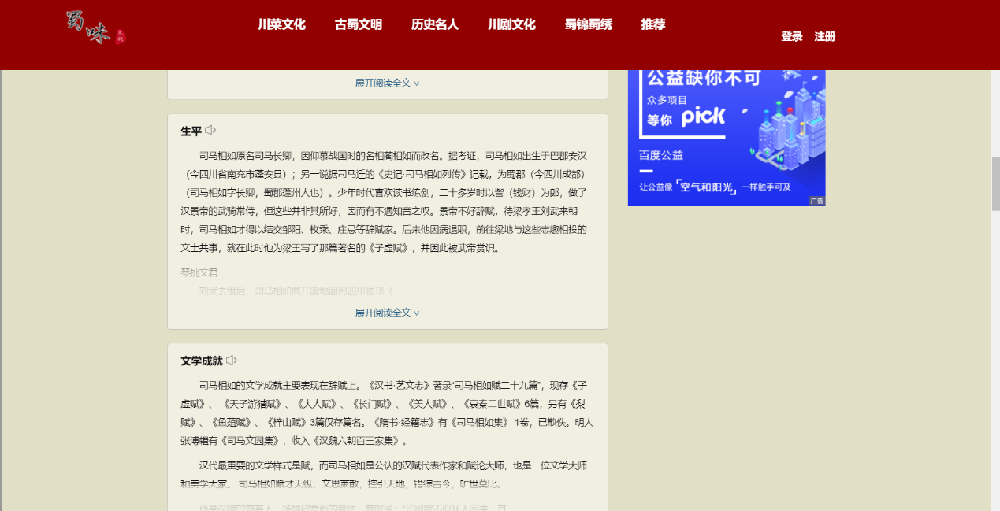 蜀味
文化
川菜文化 古蜀文明 历史名人 川剧文化 蜀锦蜀绣 推荐
登录 注册
展开阅读全文 ∨
生平
司马相如原名司马长卿，因仰慕战国时的名相蔺相如而改名。据考证，司马相如出生于巴郡安汉
（今四川省南充市蓬安县）；另一说据司马迁的《史记·司马相如列传》记载，为蜀郡（今四川成都）
（司马相如字长卿，蜀郡蓬州人也）。少年时代喜欢读书练剑，二十多岁时以訾（钱财）为郎，做了
汉景帝的武骑常侍，但这些并非其所好，因而有不遇知音之叹。景帝不好辞赋，待梁孝王刘武来朝
时，司马相如才得以结交邹阳、枚乘、庄忌等辞赋家。后来他因病退职，前往梁地与这些志趣相投的
文士共事，就在此时他为梁王写了那篇著名的《子虚赋》，并因此被武帝赏识。
琴挑文君
刘武去世后，司马相如离开梁地回到四川临邛（
展开阅读全文 ∨
文学成就
司马相如的文学成就主要表现在辞赋上。《汉书·艺文志》著录“司马相如赋二十九篇”，现存《子
虚赋》、 《天子游猎赋》、《大人赋》、《长门赋》、《美人赋》、《哀秦二世赋》6篇，另有《梨
赋》、《鱼葅赋》、《梓山赋》3篇仅存篇名。《隋书·经籍志》有《司马相如集》 1卷，已散佚。明人
张溥辑有《司马文园集》，收入《汉魏六朝百三家集》。
汉代最重要的文学样式是赋，而司马相如是公认的汉赋代表作家和赋论大师，也是一位文学大师
和美学大家。 司马相如赋才天纵，文思萧散，控引天地，错综古今，旷世莫比。
他是汉赋的奠基人，扬雄欣赏他的赋作，赞叹说：“长卿赋不似从人间来，其
公益缺你不可
众多项目
等你 pick
百度公益
让公益像「空气和阳光」一样触手可及
广告